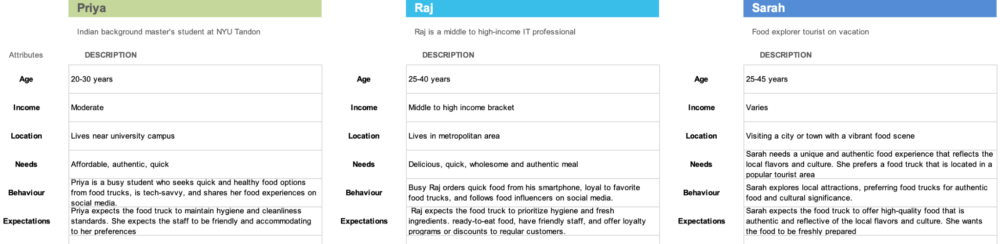 Priya
Raj
Sarah
Indian background master's student at NYU Tandon
Raj is a middle to high-income IT professional
Food explorer tourist on vacation
Attributes
DESCRIPTION
DESCRIPTION
DESCRIPTION
Age
20-30 years
Age
25-40 years
Age
25-45 years
Income
Moderate
Income
Middle to high income bracket
Income
Varies
Location
Lives near university campus
Location
Lives in metropolitan area
Location
Visiting a city or town with a vibrant food scene
Needs
Affordable, authentic, quick
Needs
Delicious, quick, wholesome and authentic meal
Needs
Sarah needs a unique and authentic food experience that reflects the
local flavors and culture. She prefers a food truck that is located in a
popular tourist area
Behaviour
Priya is a busy student who seeks quick and healthy food options
from food trucks, is tech-savvy, and shares her food experiences on
social media.
Behaviour
Busy Raj orders quick food from his smartphone, loyal to favorite
food trucks, and follows food influencers on social media.
Behaviour
Sarah explores local attractions, preferring food trucks for authentic
food and cultural significance.
Expectations
Priya expects the food truck to maintain hygiene and cleanliness
standards. She expects the staff to be friendly and accommodating
to her preferences
Expectations
Raj expects the food truck to prioritize hygiene and fresh
ingredients. ready-to-eat food, have friendly staff, and offer loyalty
programs or discounts to regular customers.
Expectations
Sarah expects the food truck to offer high-quality food that is
authentic and reflective of the local flavors and culture. She wants
the food to be freshly prepared